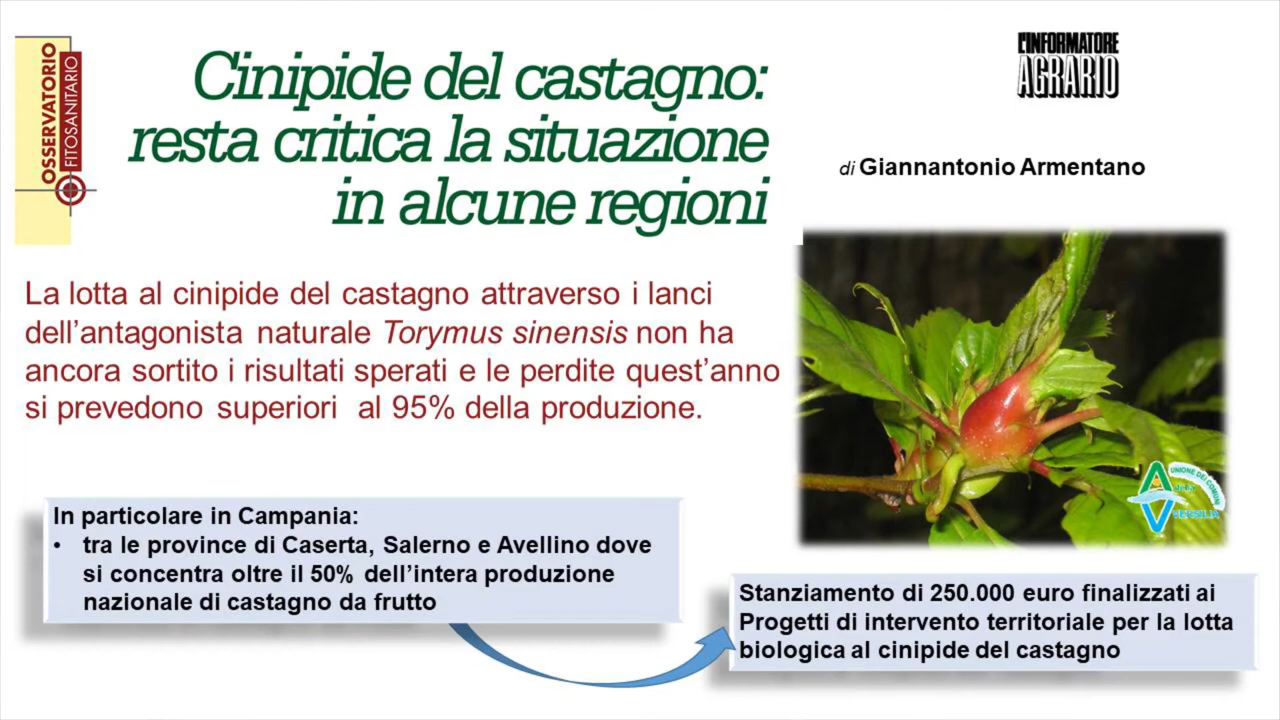 OSSERVATORIO
FITOSANITARIO
Cinipide del castagno:
resta critica la situazione
in alcune regioni
L'INFORMATORE
AGRARIO
di Giannantonio Armentano
La lotta al cinipide del castagno attraverso i lanci
dell'antagonista naturale Torymus sinensis non ha
ancora sortito i risultati sperati e le perdite quest'anno
si prevedono superiori al 95% della produzione.
UNIONE DEI COMUNI
VERSILIA
In particolare in Campania:
• tra le province di Caserta, Salerno e Avellino dove
si concentra oltre il 50% dell'intera produzione
nazionale di castagno da frutto
Stanziamento di 250.000 euro finalizzati ai
Progetti di intervento territoriale per la lotta
biologica al cinipide del castagno